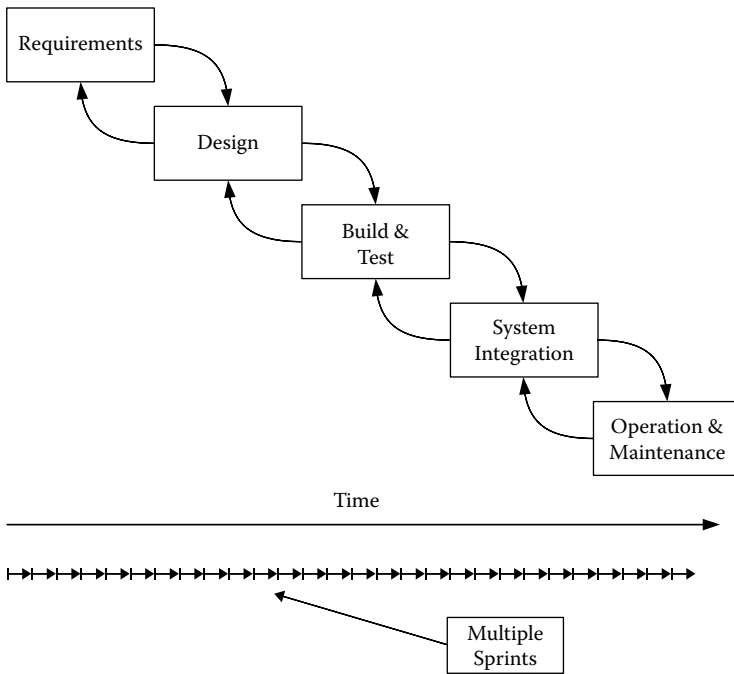 Requirements
Design
Build &
Test
System
Integration
Operation &
Maintenance
Time
Multiple
Sprints